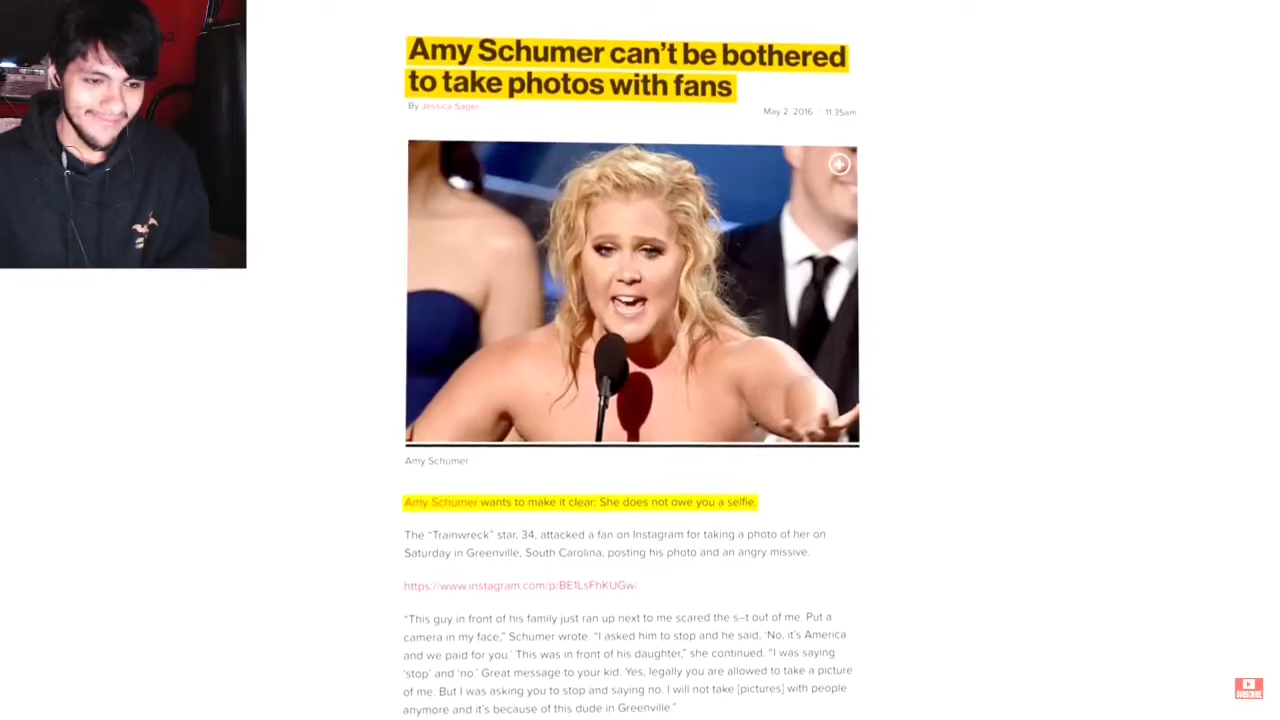 Amy Schumer can't be bothered
to take photos with fans
By Jessica Sager
May 2, 2016 | 11:35am
Amy Schumer
Amy Schumer wants to make it clear: She does not owe you a selfie.
The “Trainwreck” star, 34, attacked a fan on Instagram for taking a photo of her on
Saturday in Greenville, South Carolina, posting his photo and an angry missive.
https://www.instagram.com/p/BE1LsFhKUGw/
“This guy in front of his family just ran up next to me scared the s–t out of me. Put a
camera in my face,” Schumer wrote. “I asked him to stop and he said, ‘No, it’s America
and we paid for you.’ This was in front of his daughter,” she continued. “I was saying
‘stop’ and ‘no.’ Great message to your kid. Yes, legally you are allowed to take a picture
of me. But I was asking you to stop and saying no. I will not take [pictures] with people
anymore and it’s because of this dude in Greenville.”
SUBSCRIBE